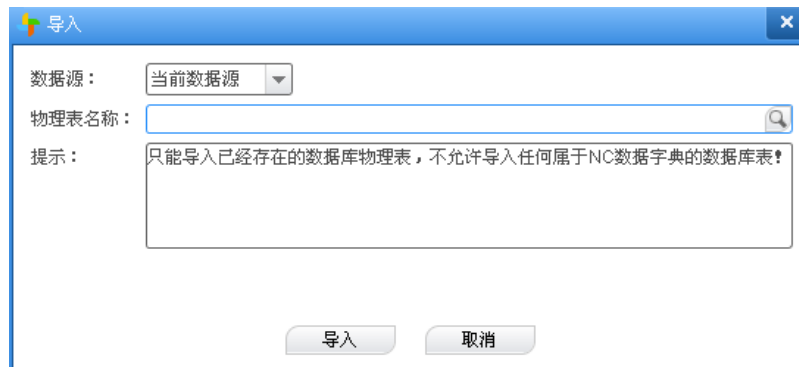 导入
数据源：
当前数据源
物理表名称：
提示：
只能导入已经存在的数据库物理表，不允许导入任何属于NC数据字典的数据库表！
导入
取消